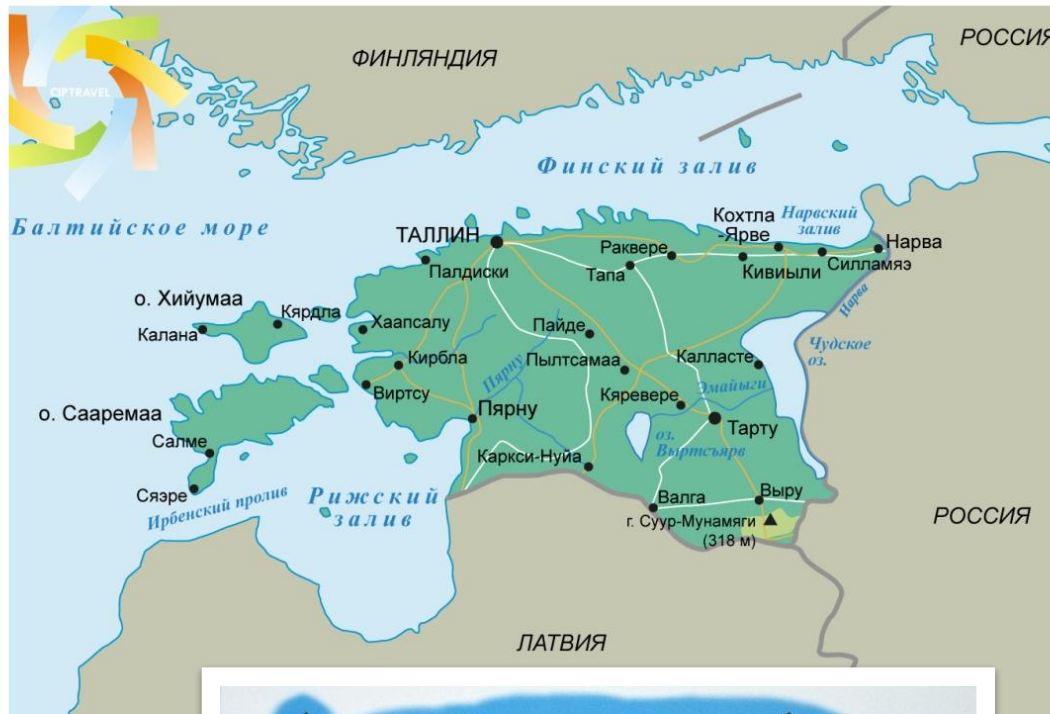 ФИНЛЯНДИЯ
РОССИЯ
CIPTRAVEL
Финский залив
Балтийское море
Кохтла
-Ярве
Нарвский
залив
ТАЛЛИН
Раквере
Нарва
Палдиски
Тапа
Кивиыли
Силламяэ
о. Хийумаа
Кярдла
Нарва
Калана
Хаапсалу
Пайде
Чудское
оз.
Кирбла
Пярну
Пылтсамаа
Калласте
Виртсу
Кяревере
Эмайыги
о. Сааремаа
Пярну
Тарту
Салме
оз.
Выртсъярв
Каркси-Нуйа
Сяэре
Ирбенский пролив
Рижский
залив
Валга
Выру
г. Суур-Мунамяги
(318 м)
РОССИЯ
ЛАТВИЯ